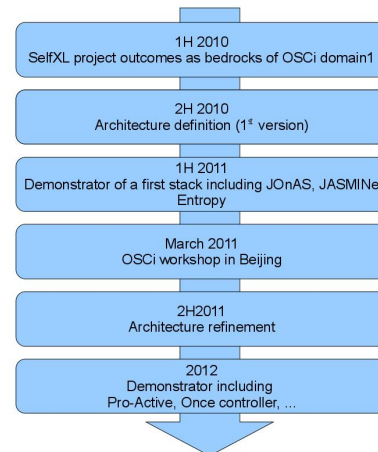 1H 2010
SelfXL project outcomes as bedrocks of OSCi domain1
2H 2010
Architecture definition (1st version)
1H 2011
Demonstrator of a first stack including JOnAS, JASMINe
Entropy
March 2011
OSCi workshop in Beijing
2H2011
Architecture refinement
2012
Demonstrator including
Pro-Active, Once controller, ...